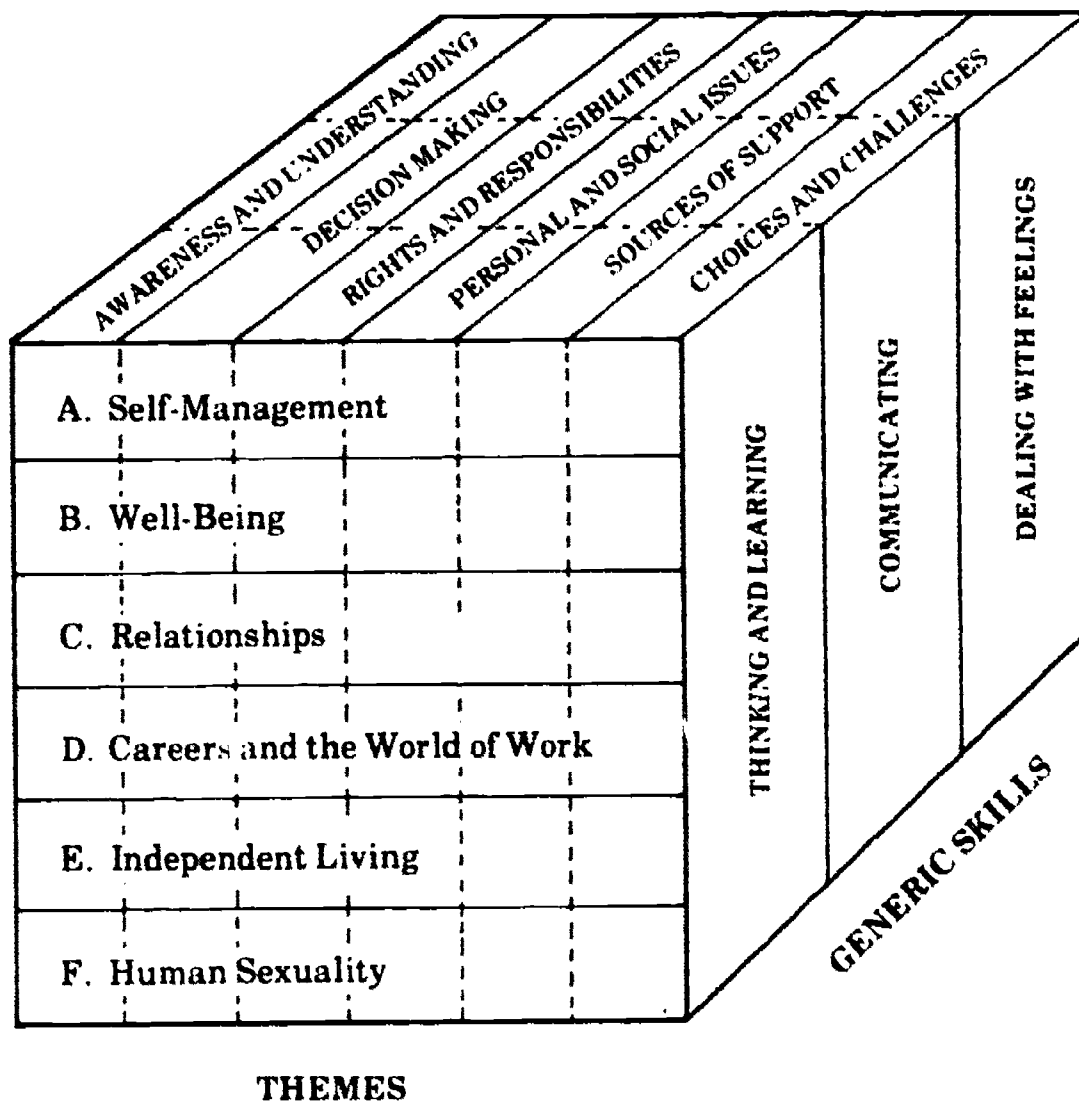 AWARENESS AND UNDERSTANDING
DECISION MAKING
RIGHTS AND RESPONSIBILITIES
PERSONAL AND SOCIAL ISSUES
SOURCES OF SUPPORT
CHOICES AND CHALLENGES
A. Self-Management
B. Well-Being
C. Relationships
D. Careers and the World of Work
E. Independent Living
F. Human Sexuality
THINKING AND LEARNING
COMMUNICATING
DEALING WITH FEELINGS
GENERIC SKILLS
THEMES